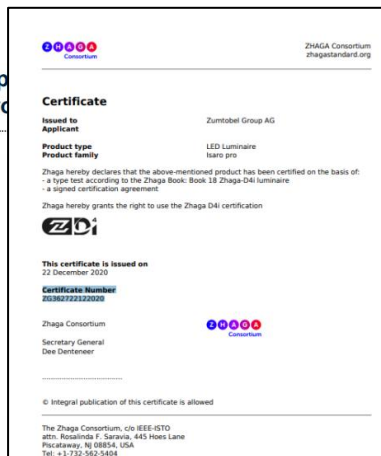 ZHAGA
Consortium
ZHAGA Consortium
zhagastandard.org
Certificate
Issued to
Applicant
Zumtobel Group AG
Product type
Product family
LED Luminaire
Isaro pro
Zhaga hereby declares that the above-mentioned product has been certified on the basis of:
- a type test according to the Zhaga Book: Book 18 Zhaga-D4i luminaire
- a signed certification agreement
Zhaga hereby grants the right to use the Zhaga D4i certification
This certificate is issued on
22 December 2020
Certificate Number
ZG362722122020
Zhaga Consortium
ZHAGA
Consortium
Secretary General
Dee Denteneer
© Integral publication of this certificate is allowed
The Zhaga Consortium, c/o IEEE-ISTO
attn. Rosalinda F. Saravia, 445 Hoes Lane
Piscataway, NJ 08854, USA
Tel: +1-732-562-5404